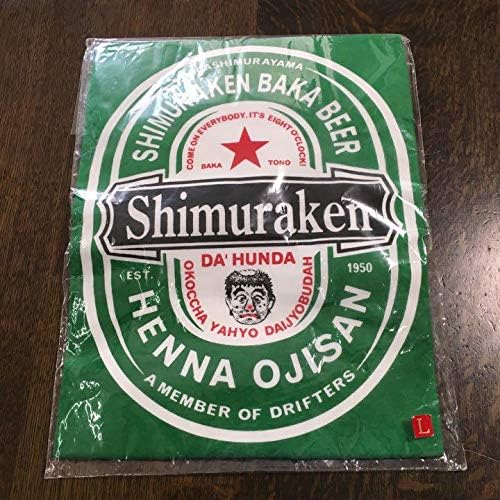 HIGASHIMURAYAMA
SHIMURAKEN BAKA BEER
COME ON EVERYBODY. IT'S EIGHT O'CLOCK!
BAKA TONO
Shimuraken
DA' HUNDA
EST. 1950
OKOCCHA YAHYO DAIJYOBUDAH
HENNA OJISAN
A MEMBER OF DRIFTERS
L